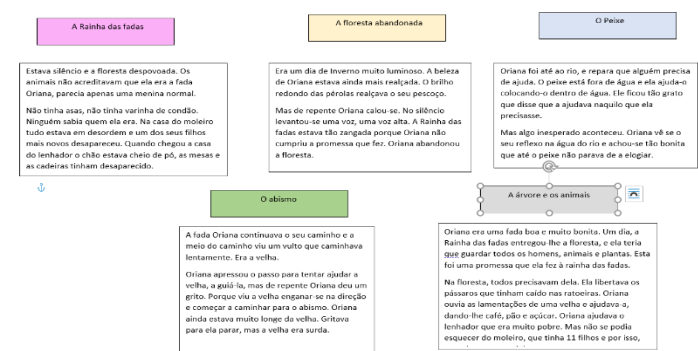 A Rainha das fadas
Estava silêncio e a floresta despovoada. Os
animais não acreditavam que ela era a fada
Oriana, parecia apenas uma menina normal.
Não tinha asas, não tinha varinha de condão.
Ninguém sabia quem ela era. Na casa do moleiro
tudo estava em desordem e um dos seus filhos
mais novos desapareceu. Quando chegou a casa
do lenhador o chão estava cheio de pó, as mesas e
as cadeiras tinham desaparecido.
A floresta abandonada
Era um dia de Inverno muito luminoso. A beleza
de Oriana estava ainda mais realçada. O brilho
redondo das pérolas realçava o seu pescoço.
Mas de repente Oriana calou-se. No silêncio
levantou-se uma voz, uma voz alta. A Rainha das
fadas estava tão zangada porque Oriana não
cumpriu a promessa que fez. Oriana abandonou
a floresta.
O Peixe
Oriana foi até ao rio, e repara que alguém precisa
de ajuda. O peixe está fora de água e ela ajuda-o
colocando-o dentro de água. Ele ficou tão grato
que disse que a ajudava naquilo que ela
precisasse.
Mas algo inesperado aconteceu. Oriana vê se o
seu reflexo na água do rio e achou-se tão bonita
que até o peixe não parava de a elogiar.
O abismo
A fada Oriana continuava o seu caminho e a
meio do caminho viu um vulto que caminhava
lentamente. Era a velha.
Oriana apressou o passo para tentar ajudar a
velha, a guiá-la, mas de repente Oriana deu um
grito. Porque viu a velha enganar-se na direção
e começar a caminhar para o abismo. Oriana
ainda estava muito longe da velha. Gritava
para ela parar, mas a velha era surda.
A árvore e os animais
Oriana era uma fada boa e muito bonita. Um dia, a
Rainha das fadas entregou-lhe a floresta, e ela teria
que guardar todos os homens, animais e plantas. Esta
foi uma promessa que ela fez à rainha das fadas.
Na floresta, todos precisavam dela. Ela libertava os
pássaros que tinham caído nas ratoeiras. Oriana
ouvia as lamentações de uma velha e ajudava-a,
dando-lhe café, pão e açúcar. Oriana ajudava o
lenhador que era muito pobre. Mas não se podia
esquecer do moleiro, que tinha 11 filhos e por isso,